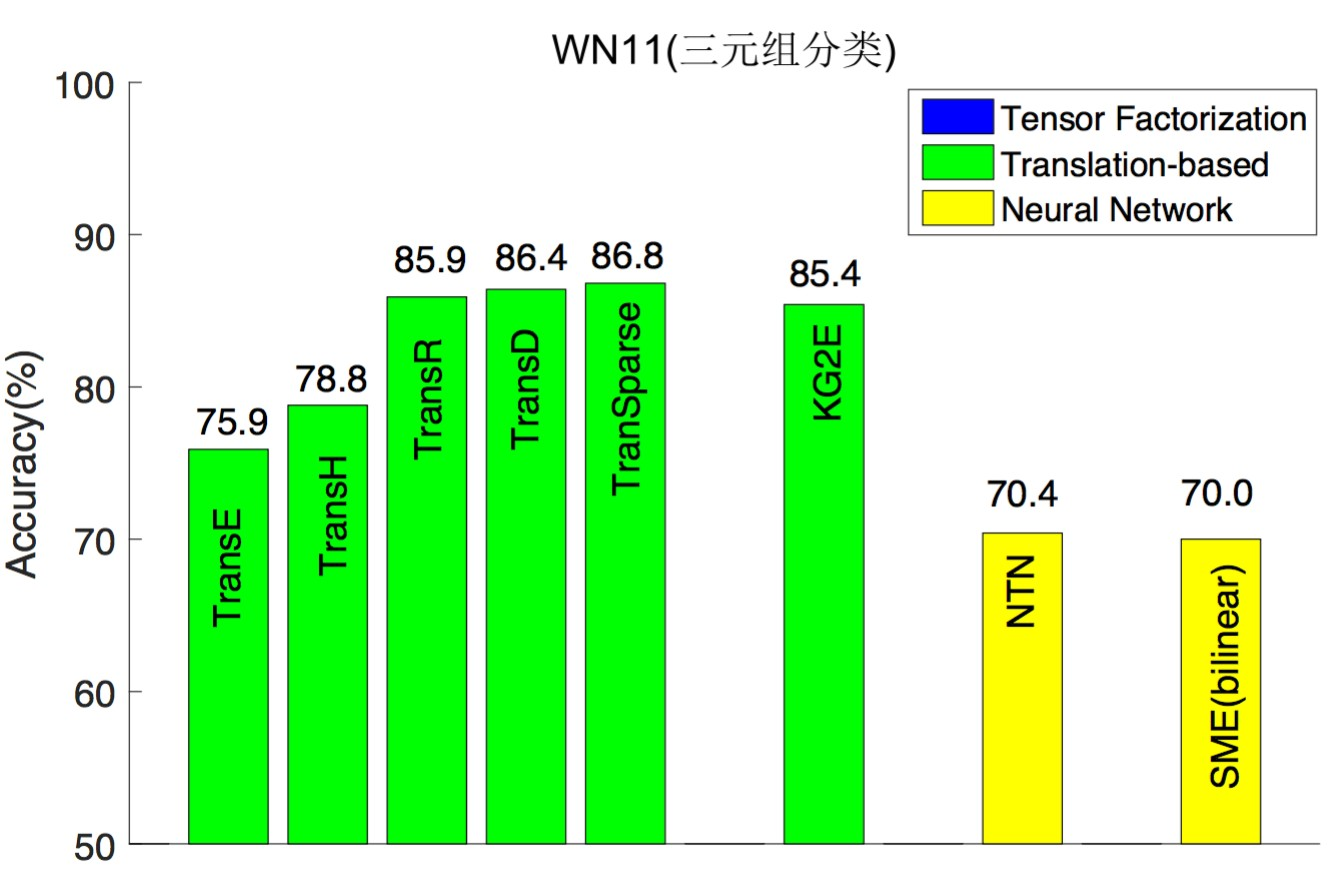 WN11(三元组分类)
Tensor Factorization
Translation-based
Neural Network
Accuracy(%)
100
90
80
70
60
50
75.9
78.8
85.9
86.4
86.8
85.4
70.4
70.0
TransE
TransH
TransR
TransD
TranSparse
KG2E
NTN
SME(bilinear)